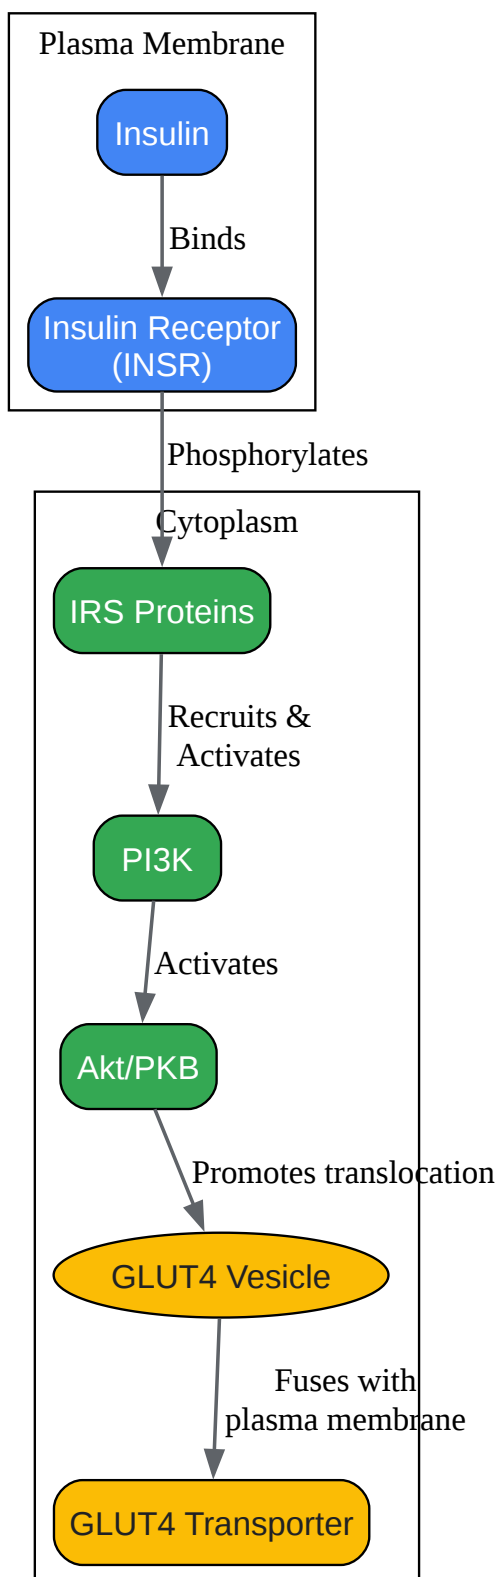 Plasma Membrane
Insulin
Binds
Insulin Receptor
(INSR)
Phosphorylates
Cytoplasm
IRS Proteins
Recruits &
Activates
PI3K
Activates
Akt/PKB
Promotes translocation
GLUT4 Vesicle
Fuses with
plasma membrane
GLUT4 Transporter